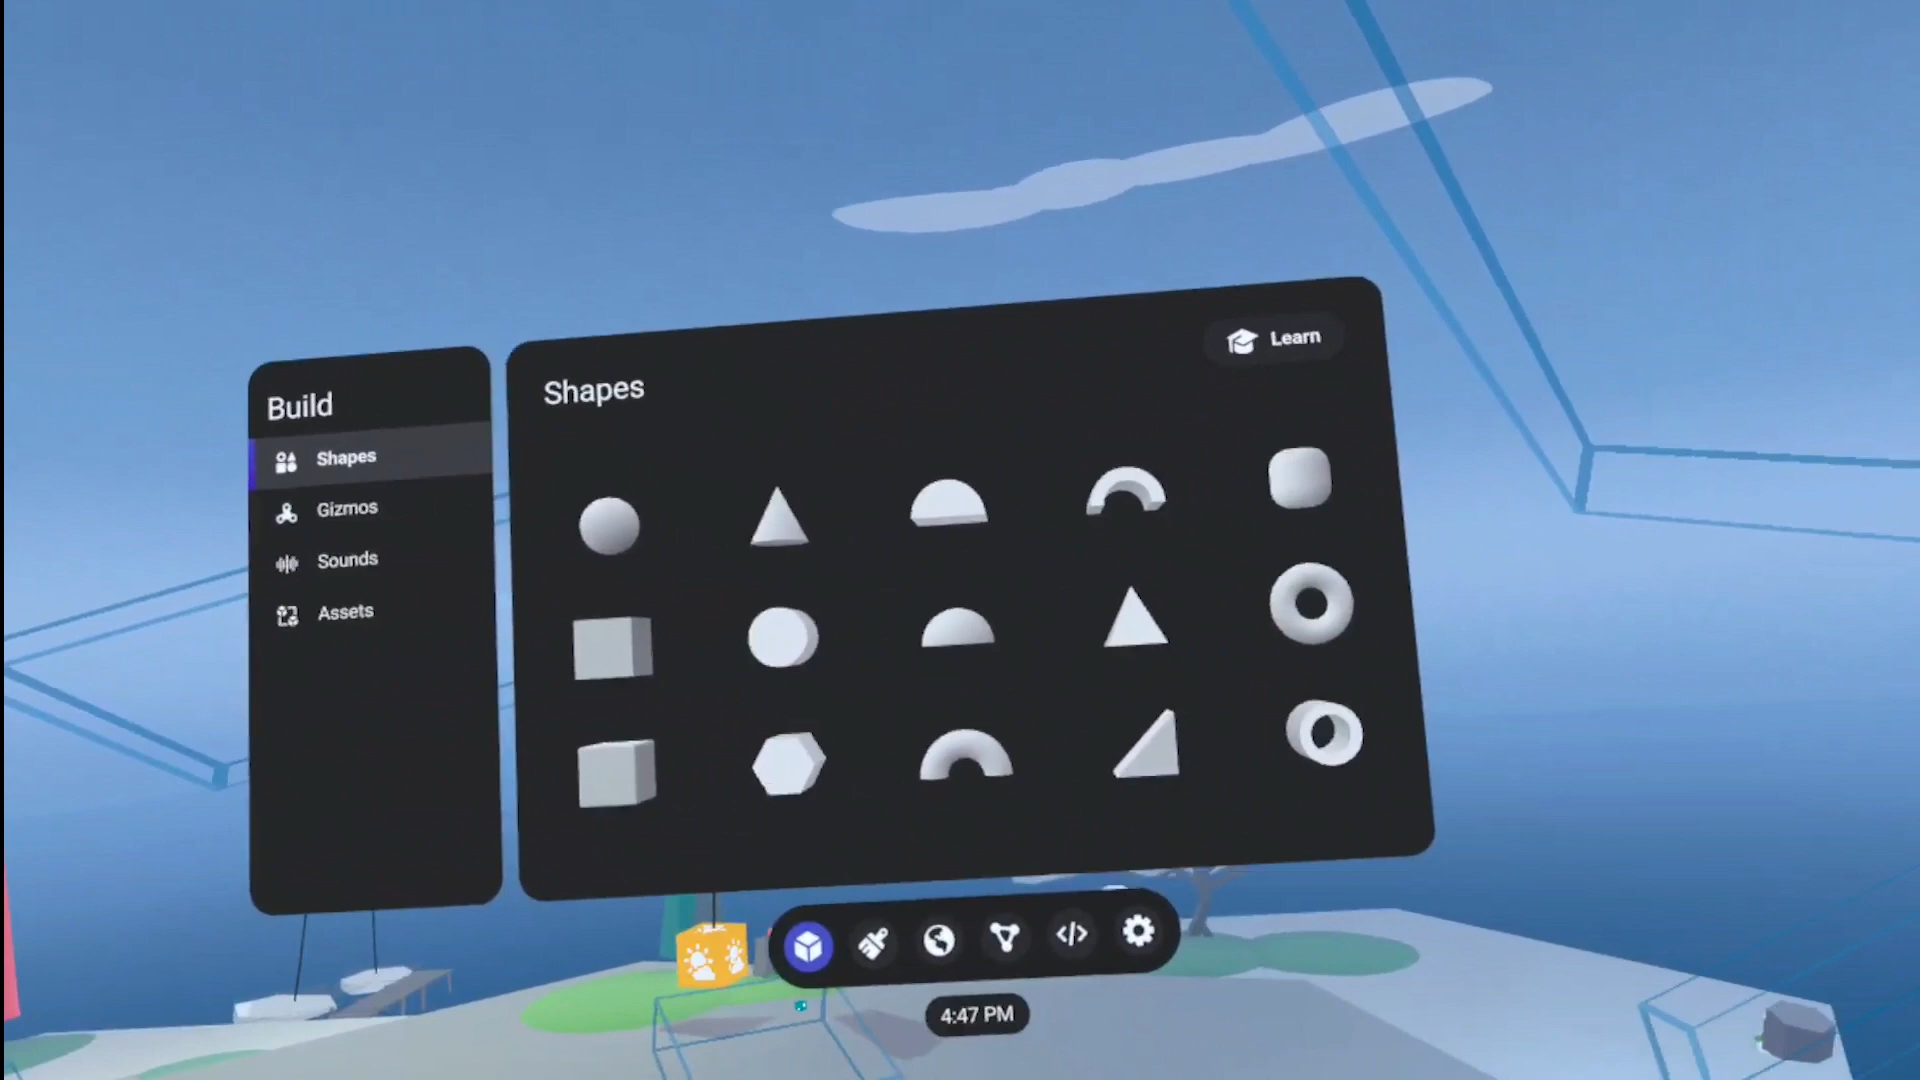 Build
Shapes
Gizmos
Sounds
Assets
Shapes
Learn
4:47 PM